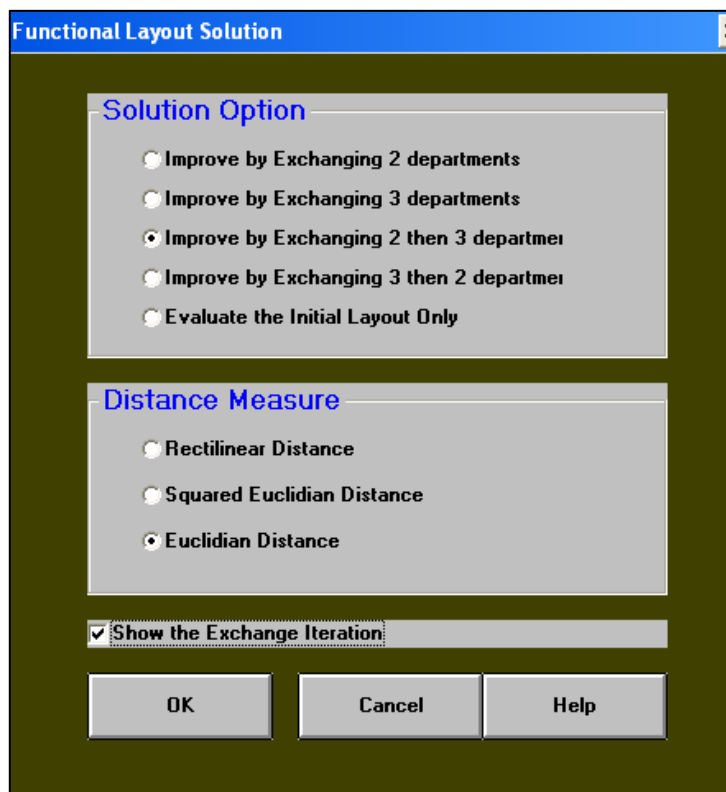 Functional Layout Solution
Solution Option
Improve by Exchanging 2 departments
Improve by Exchanging 3 departments
Improve by Exchanging 2 then 3 departmei
Improve by Exchanging 3 then 2 departmei
Evaluate the Initial Layout Only
Distance Measure
Rectilinear Distance
Squared Euclidian Distance
Euclidian Distance
Show the Exchange Iteration
OK Cancel Help